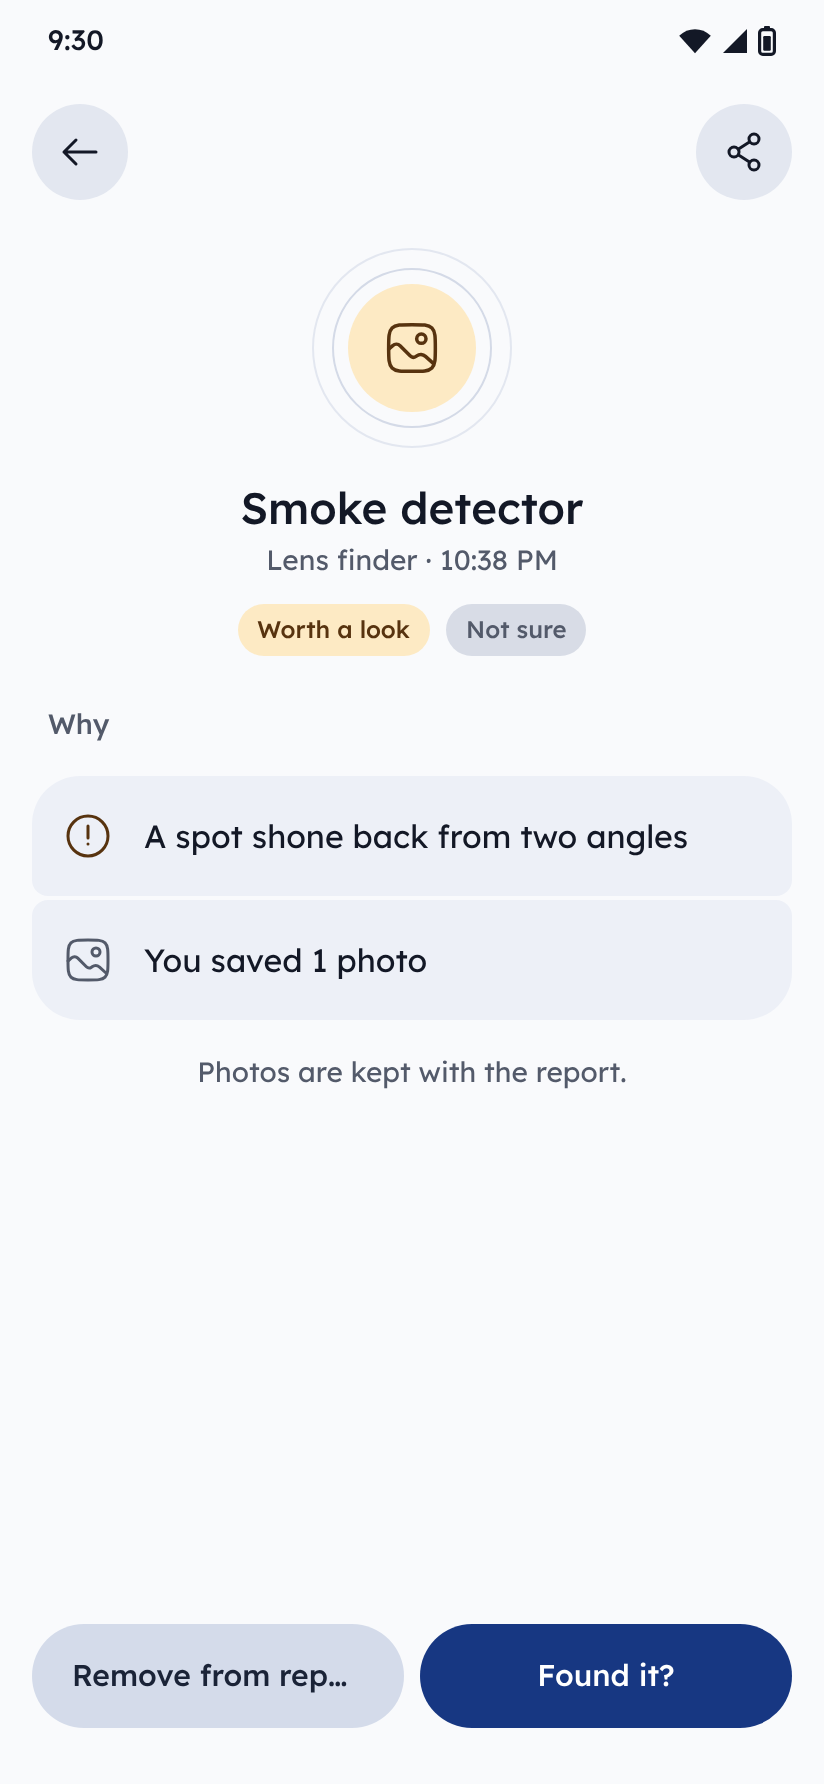 9:30
Smoke detector
Lens finder · 10:38 PM
Worth a look
Not sure
Why
A spot shone back from two angles
You saved 1 photo
Photos are kept with the report.
Remove from rep...
Found it?